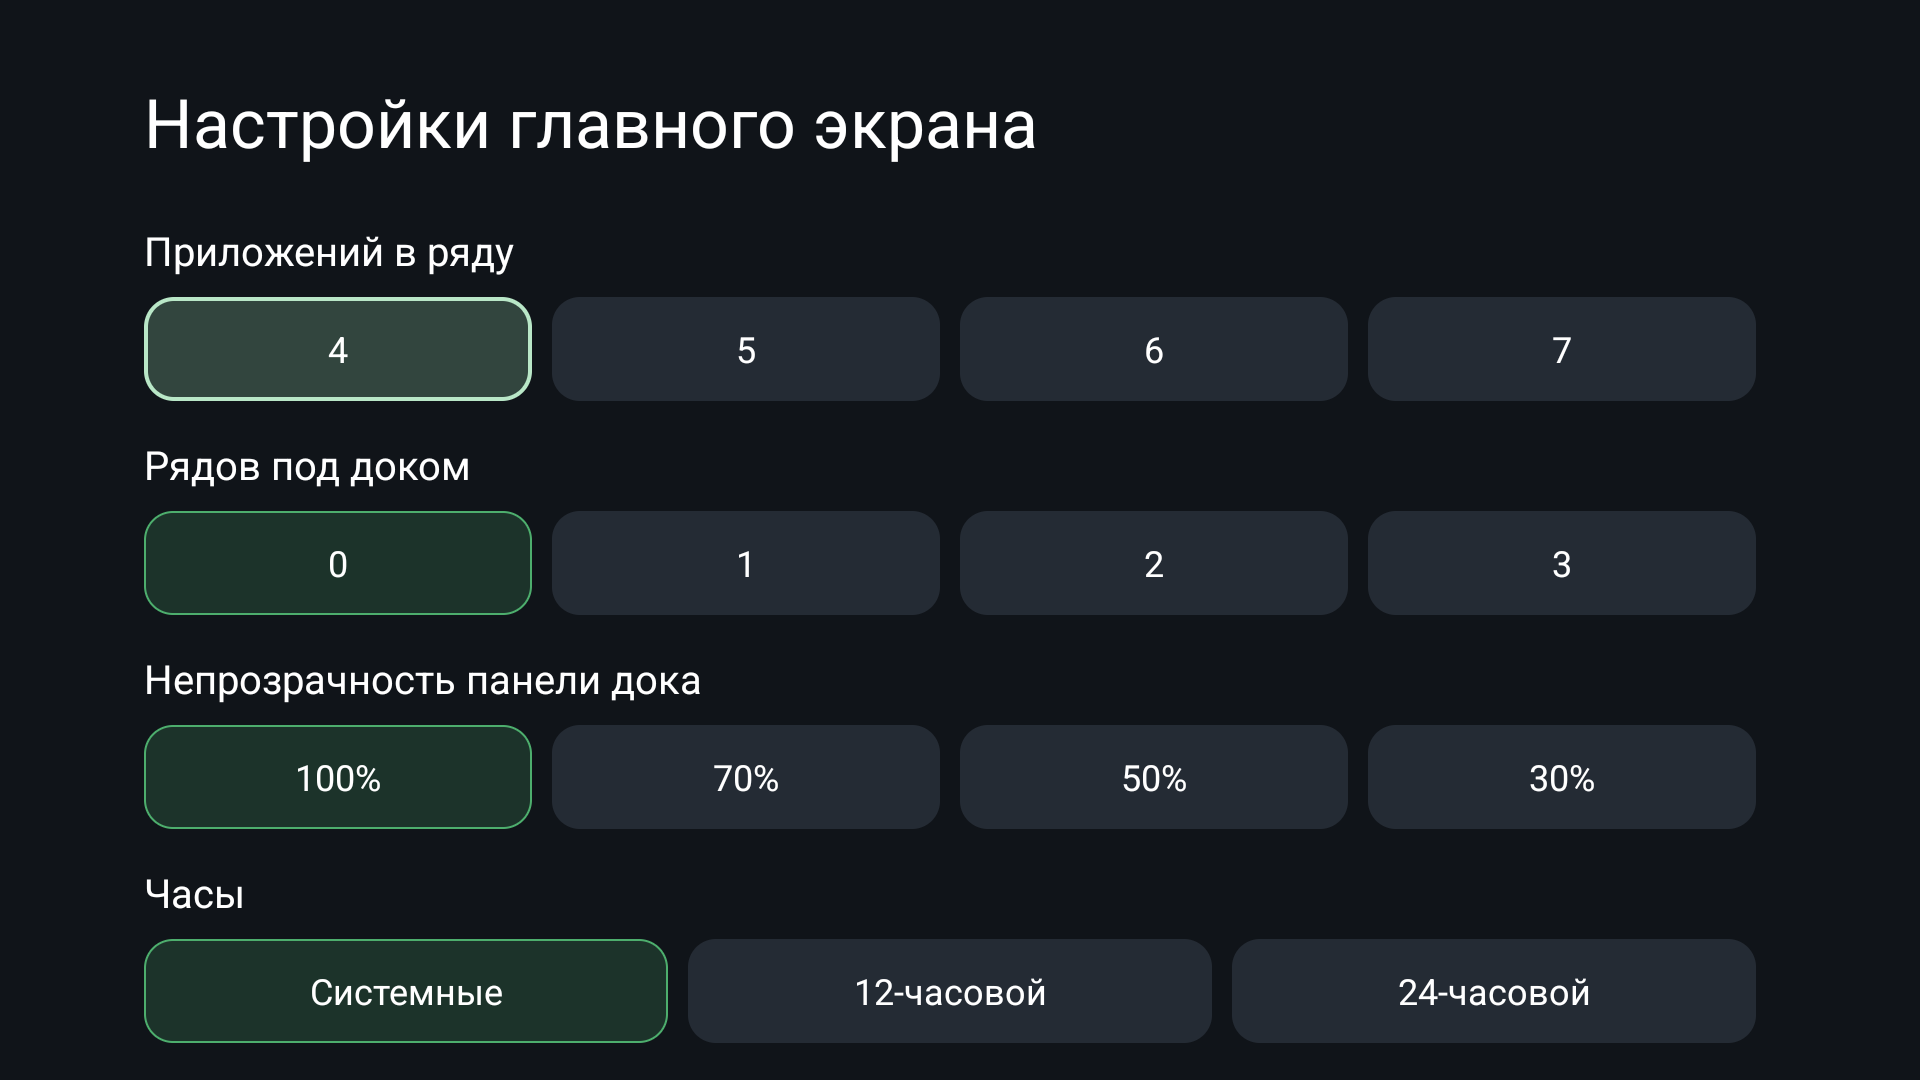 Настройки главного экрана
Приложений в ряду
4 5 6 7
Рядов под доком
0 1 2 3
Непрозрачность панели дока
100% 70% 50% 30%
Часы
Системные 12-часовой 24-часовой